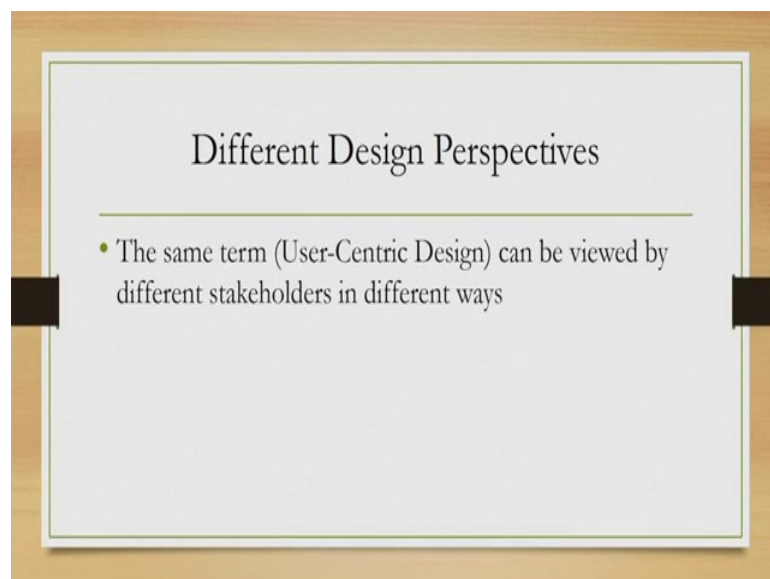 Different Design Perspectives
• The same term (User-Centric Design) can be viewed by
different stakeholders in different ways